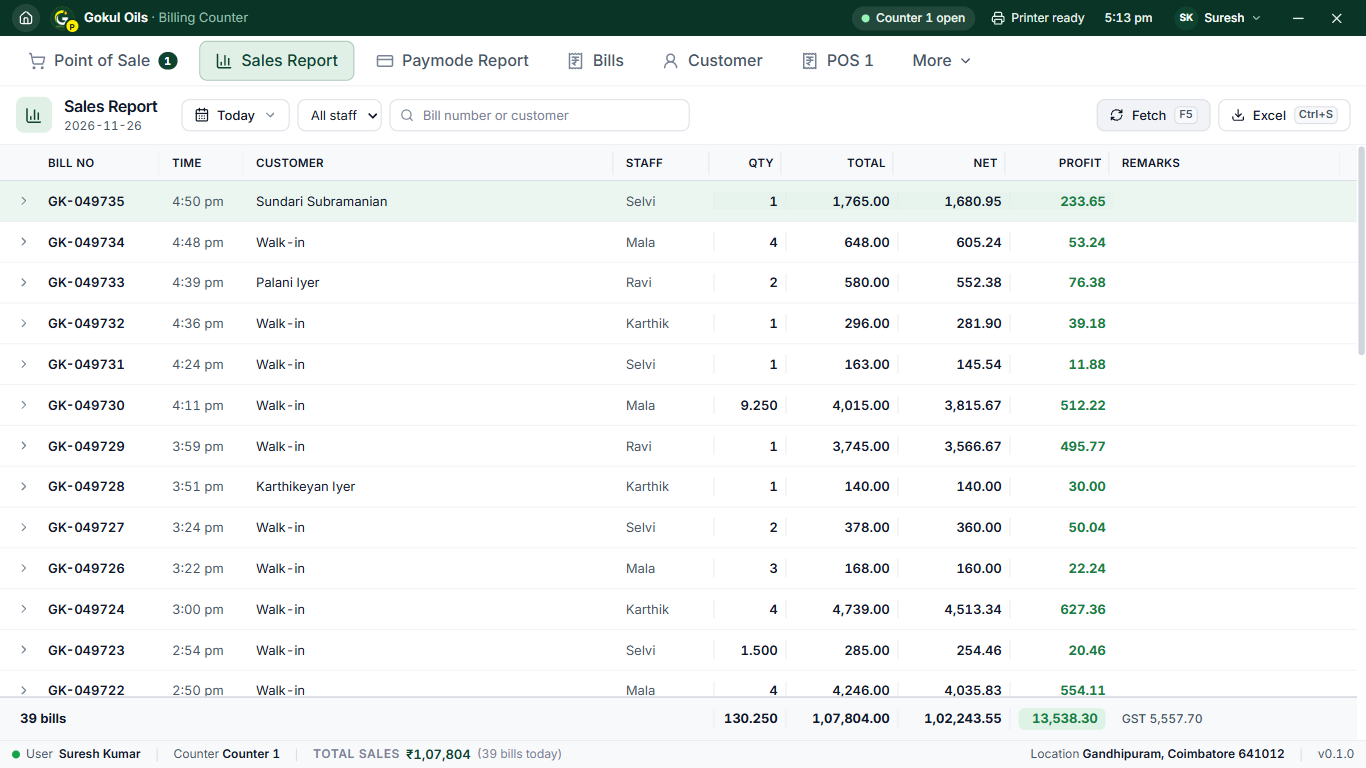 Gokul Oils · Billing Counter
Counter 1 open
Printer ready
5:13 pm
SK Suresh
G P
Point of Sale 1
Sales Report
Paymode Report
Bills
Customer
POS 1
More
Sales Report
2026-11-26
Today
All staff
Bill number or customer
Fetch F5
Excel Ctrl+S
BILL NO TIME CUSTOMER STAFF QTY TOTAL NET PROFIT REMARKS
GK-049735 4:50 pm Sundari Subramanian Selvi 1 1,765.00 1,680.95 233.65
GK-049734 4:48 pm Walk-in Mala 4 648.00 605.24 53.24
GK-049733 4:39 pm Palani Iyer Ravi 2 580.00 552.38 76.38
GK-049732 4:36 pm Walk-in Karthik 1 296.00 281.90 39.18
GK-049731 4:24 pm Walk-in Selvi 1 163.00 145.54 11.88
GK-049730 4:11 pm Walk-in Mala 9.250 4,015.00 3,815.67 512.22
GK-049729 3:59 pm Walk-in Ravi 1 3,745.00 3,566.67 495.77
GK-049728 3:51 pm Karthikeyan Iyer Karthik 1 140.00 140.00 30.00
GK-049727 3:24 pm Walk-in Selvi 2 378.00 360.00 50.04
GK-049726 3:22 pm Walk-in Mala 3 168.00 160.00 22.24
GK-049724 3:00 pm Walk-in Karthik 4 4,739.00 4,513.34 627.36
GK-049723 2:54 pm Walk-in Selvi 1.500 285.00 254.46 20.46
GK-049722 2:50 pm Walk-in Mala 4 4,246.00 4,035.83 554.11
39 bills 130.250 1,07,804.00 1,02,243.55 13,538.30 GST 5,557.70
User Suresh Kumar Counter Counter 1 TOTAL SALES ₹1,07,804 (39 bills today) Location Gandhipuram, Coimbatore 641012 v0.1.0